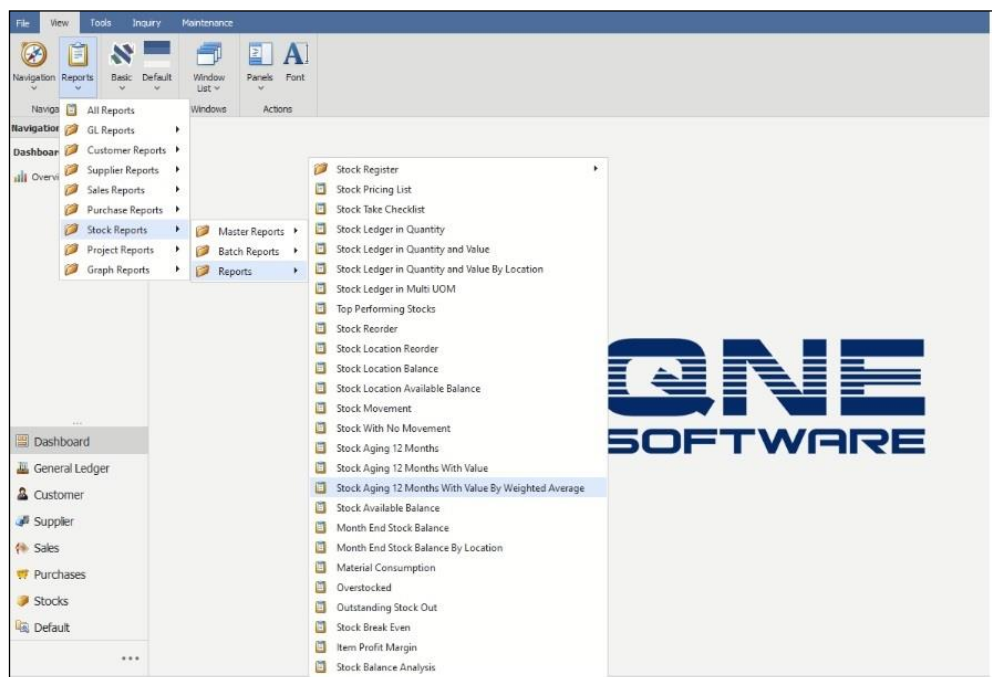 File View Tools Inquiry Maintenance
Navigation Reports Basic Default Window List Panels Font
Naviga Windows Actions
Navigation
Dashboar
Overvi
All Reports
GL Reports
Customer Reports
Supplier Reports
Sales Reports
Purchase Reports
Stock Reports
Project Reports
Graph Reports
Master Reports
Batch Reports
Reports
Stock Register
Stock Pricing List
Stock Take Checklist
Stock Ledger in Quantity
Stock Ledger in Quantity and Value
Stock Ledger in Quantity and Value By Location
Stock Ledger in Multi UOM
Top Performing Stocks
Stock Reorder
Stock Location Reorder
Stock Location Balance
Stock Location Available Balance
Stock Movement
Stock With No Movement
Stock Aging 12 Months
Stock Aging 12 Months With Value
Stock Aging 12 Months With Value By Weighted Average
Stock Available Balance
Month End Stock Balance
Month End Stock Balance By Location
Material Consumption
Overstocked
Outstanding Stock Out
Stock Break Even
Item Profit Margin
Stock Balance Analysis
QNE
SOFTWARE
Dashboard
General Ledger
Customer
Supplier
Sales
Purchases
Stocks
Default